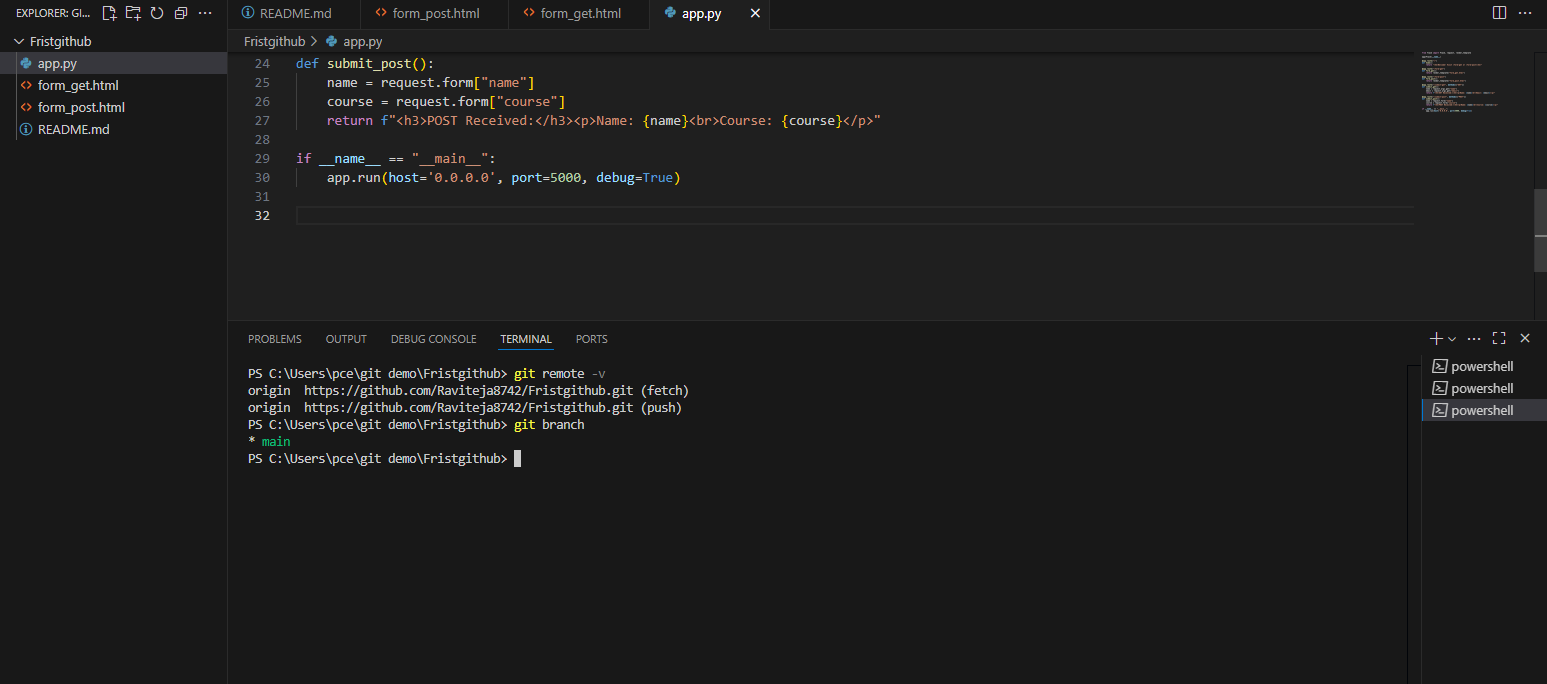 EXPLORER: GI...
Fristgithub
app.py
form_get.html
form_post.html
README.md
README.md
form_post.html
form_get.html
app.py
Fristgithub > app.py
24 def submit_post():
25 name = request.form["name"]
26 course = request.form["course"]
27 return f"<h3>POST Received:</h3><p>Name: {name}<br>Course: {course}</p>"
28
29 if __name__ == "__main__":
30 app.run(host='0.0.0.0', port=5000, debug=True)
31
32
PROBLEMS OUTPUT DEBUG CONSOLE TERMINAL PORTS
PS C:\Users\pce\git demo\Fristgithub> git remote -v
origin https://github.com/Raviteja8742/Fristgithub.git (fetch)
origin https://github.com/Raviteja8742/Fristgithub.git (push)
PS C:\Users\pce\git demo\Fristgithub> git branch
* main
PS C:\Users\pce\git demo\Fristgithub>
powershell
powershell
powershell